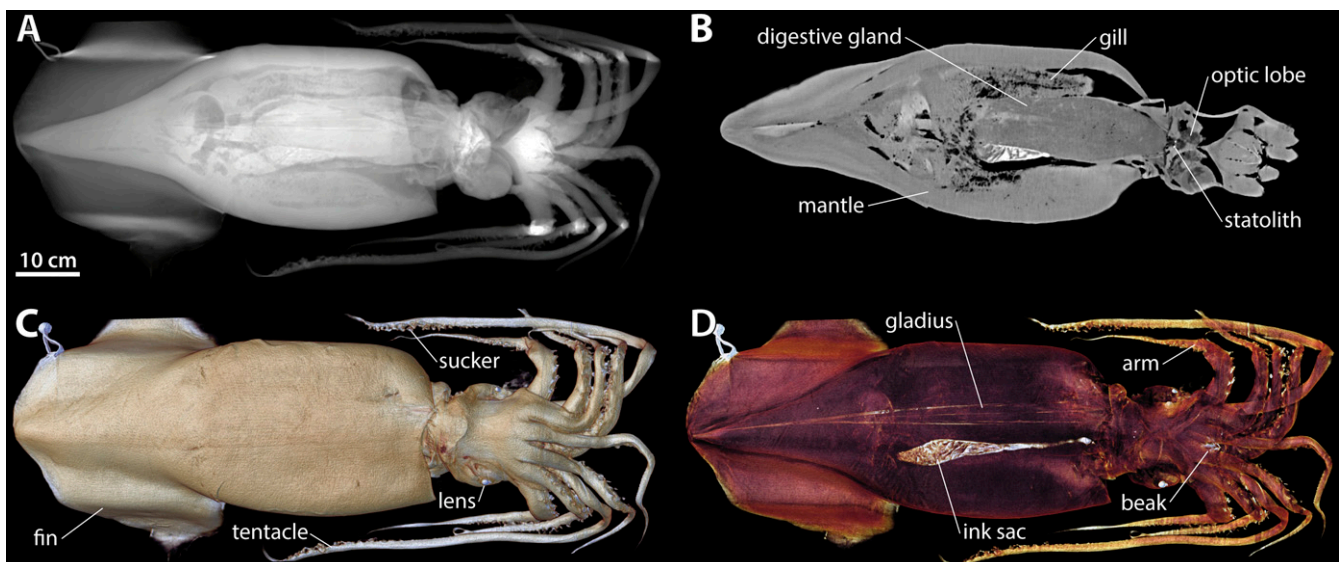 A
10 cm
B
digestive gland
gill
optic lobe
mantle
statolith
C
sucker
lens
tentacle
fin
D
gladius
arm
beak
ink sac